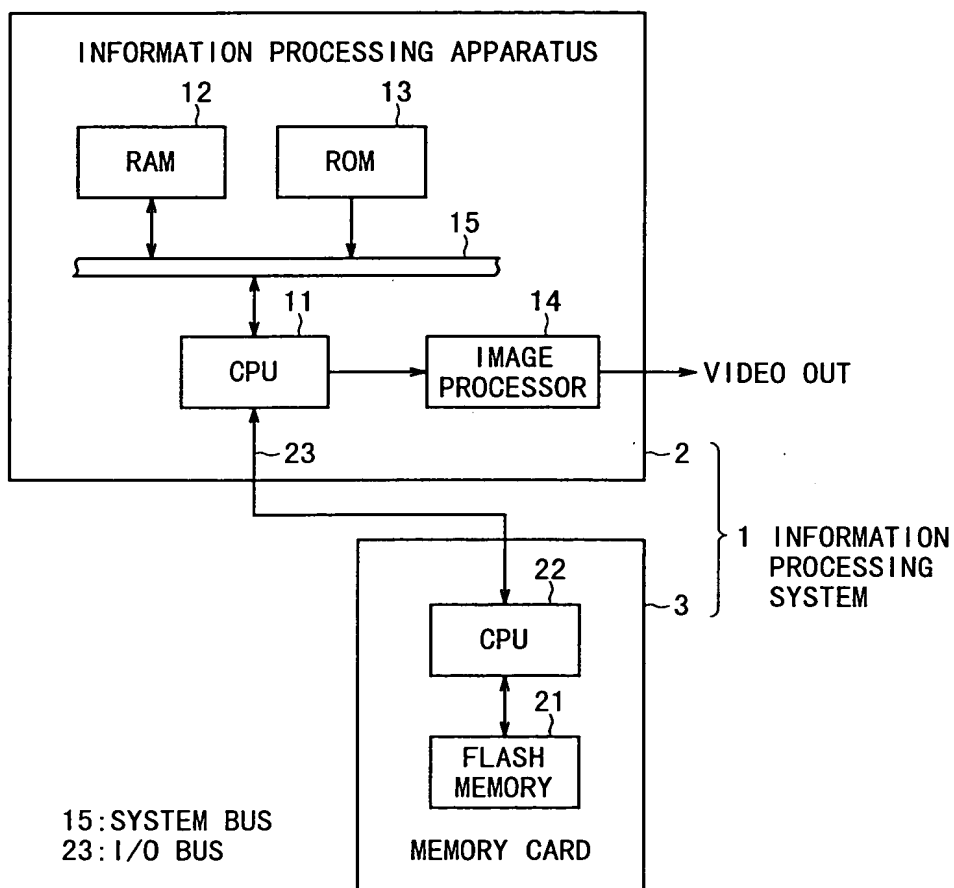 INFORMATION PROCESSING APPARATUS
12
13
RAM
ROM
15
11
14
CPU
IMAGE
PROCESSOR
VIDEO OUT
23
2
1 INFORMATION
PROCESSING
SYSTEM
22
3
CPU
21
FLASH
MEMORY
15:SYSTEM BUS
23:I/O BUS
MEMORY CARD